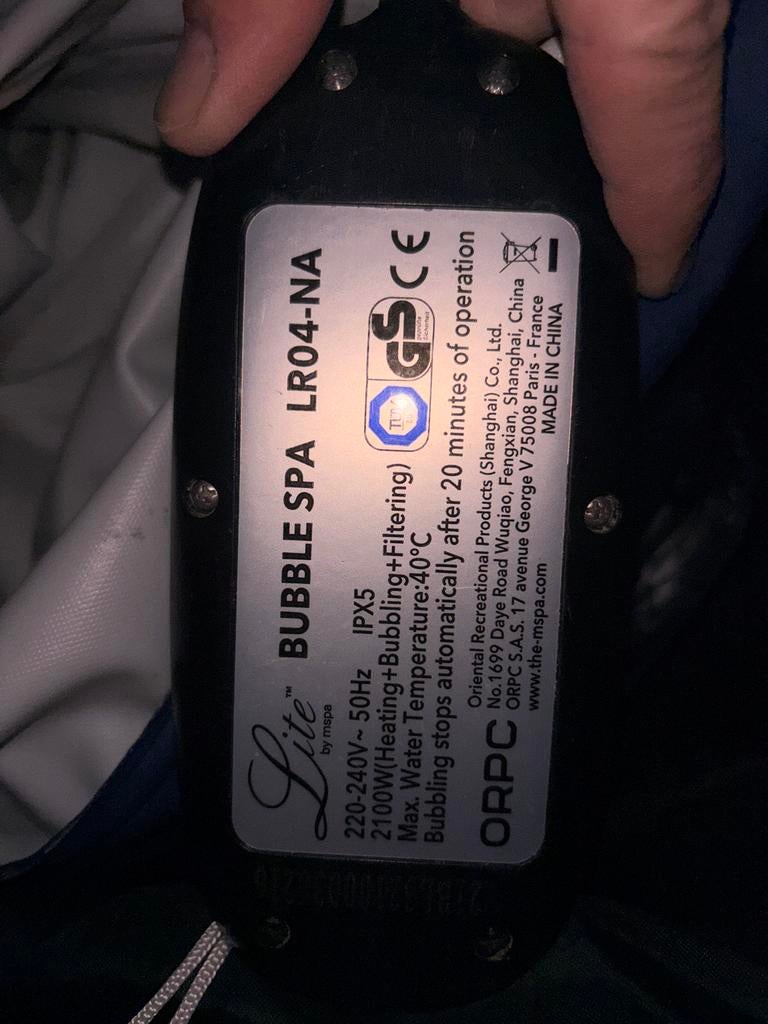 Lite™
by mspa
BUBBLE SPA LR04-NA
220-240V~ 50Hz IPX5
2100W(Heating+Bubbling+Filtering)
Max. Water Temperature:40°C
Bubbling stops automatically after 20 minutes of operation
TÜV
GS
geprüfte
Sicherheit
CE
ORPC
Oriental Recreational Products (Shanghai) Co., Ltd.
No.1699 Daye Road Wuqiao, Fengxian, Shanghai, China
ORPC S.A.S. 17 avenue George V 75008 Paris - France
www.the-mspa.com
MADE IN CHINA